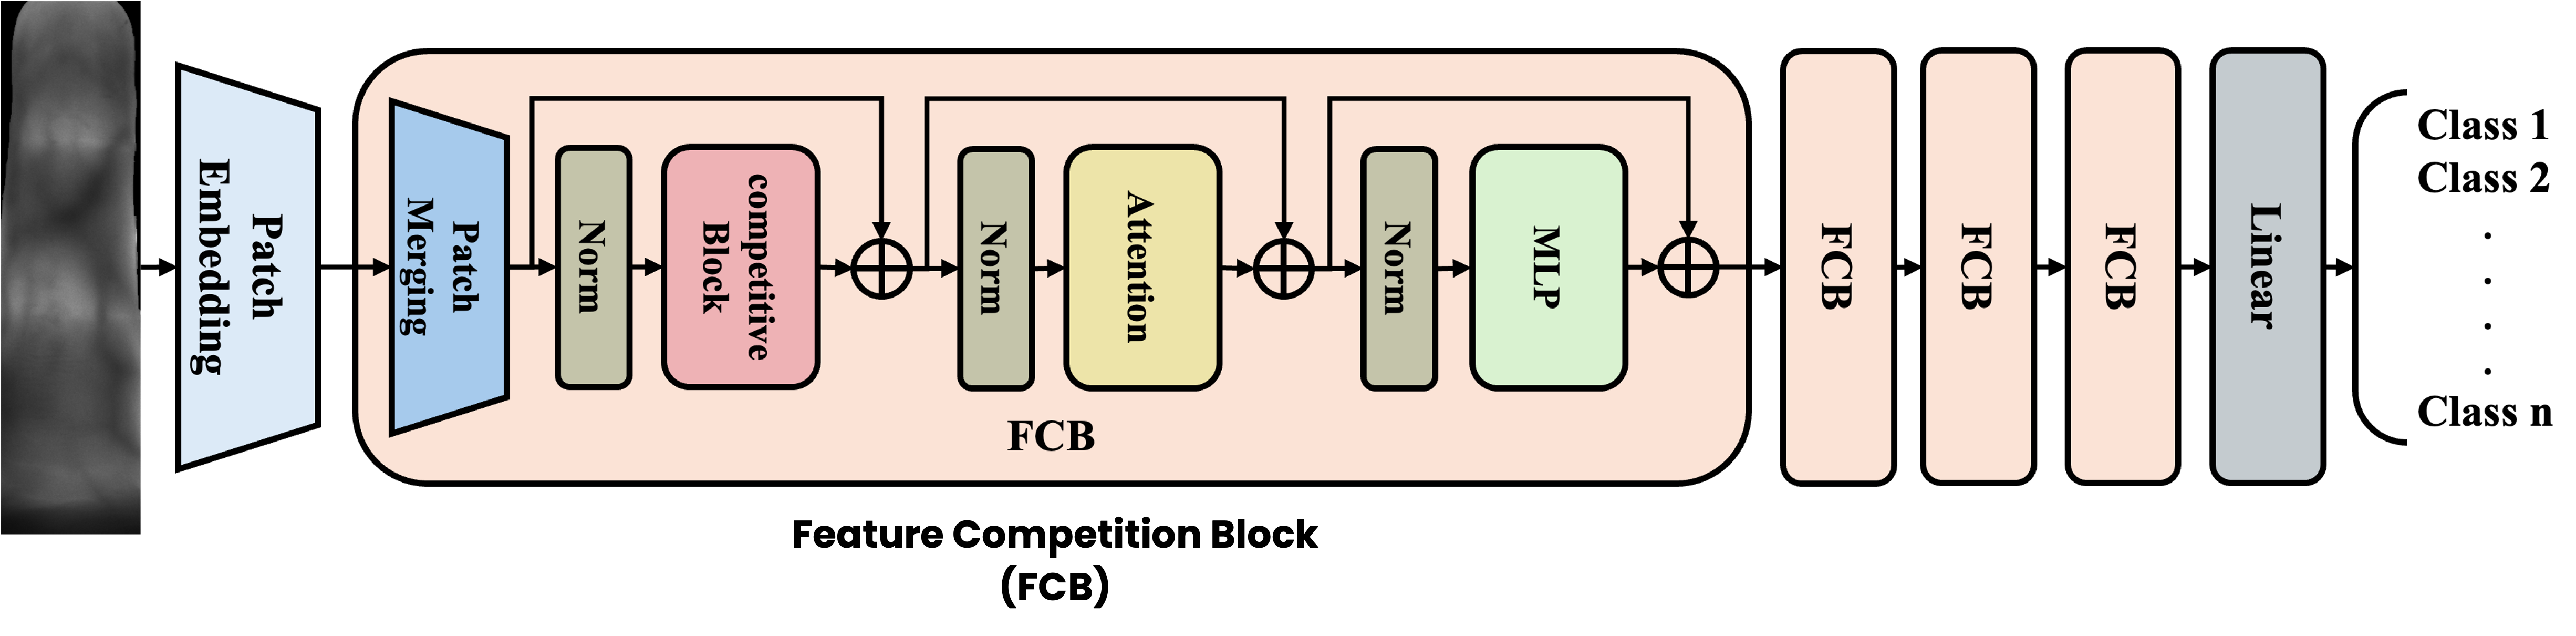 Patch
Embedding
Patch
Merging
Norm
competitive
Block
Norm
Attention
Norm
MLP
FCB
FCB
FCB
FCB
Linear
Class 1
Class 2
.
.
.
.
Class n
Feature Competition Block
(FCB)